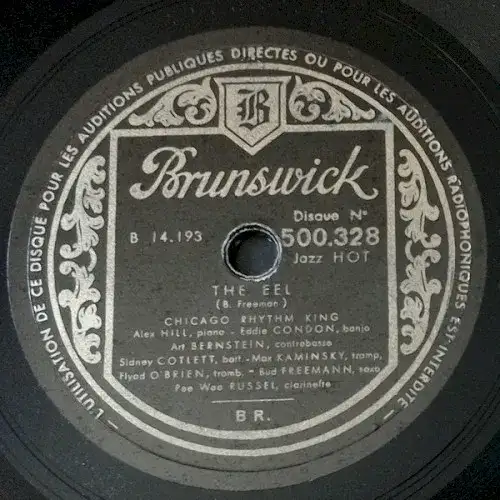 L'UTILISATION DE CE DISQUE POUR LES AUDITIONS PUBLIQUES DIRECTES OU POUR LES AUDITIONS RADIOPHONIQUES EST INTERDITE
B
Brunswick
Disque N°
B 14.193 500.328
Jazz HOT
THE EEL
(B. Freeman)
CHICAGO RHYTHM KING
Alex HILL, piano - Eddie CONDON, banjo
Art BERNSTEIN, contrebasse
Sidney COTLETT, batt - Max KAMINSKY, tromp.
Flyod O'BRIEN, tromb. - Bud FREEMANN, saxo
Pee Wee RUSSEL, clarinette
BR.